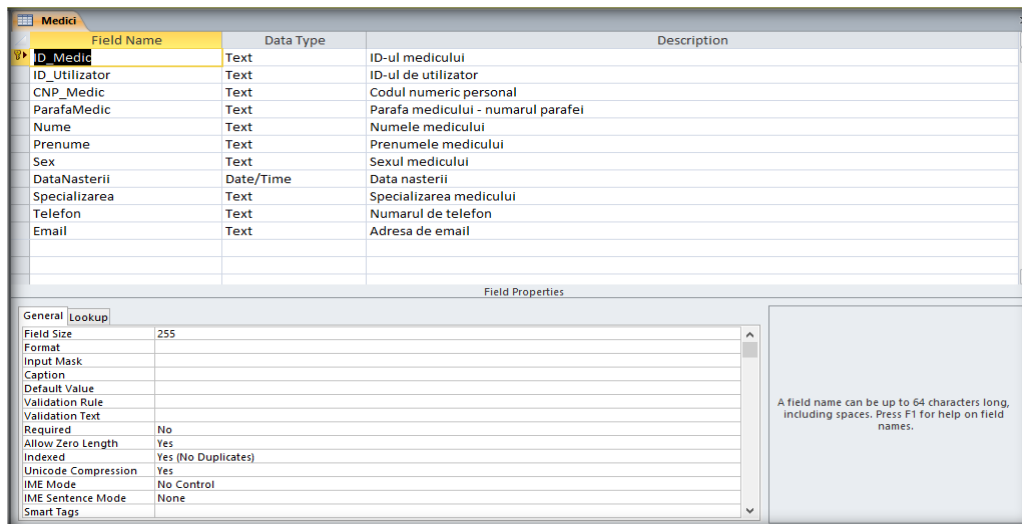 Medici
Field Name Data Type Description
ID_Medic Text ID-ul medicului
ID_Utilizator Text ID-ul de utilizator
CNP_Medic Text Codul numeric personal
ParafaMedic Text Parafa medicului - numarul parafei
Nume Text Numele medicului
Prenume Text Prenumele medicului
Sex Text Sexul medicului
DataNasterii Date/Time Data nasterii
Specializarea Text Specializarea medicului
Telefon Text Numarul de telefon
Email Text Adresa de email
Field Properties
General Lookup
Field Size 255
Format
Input Mask
Caption
Default Value
Validation Rule
Validation Text
Required No
Allow Zero Length Yes
Indexed Yes (No Duplicates)
Unicode Compression Yes
IME Mode No Control
IME Sentence Mode None
Smart Tags
A field name can be up to 64 characters long,
including spaces. Press F1 for help on field
names.